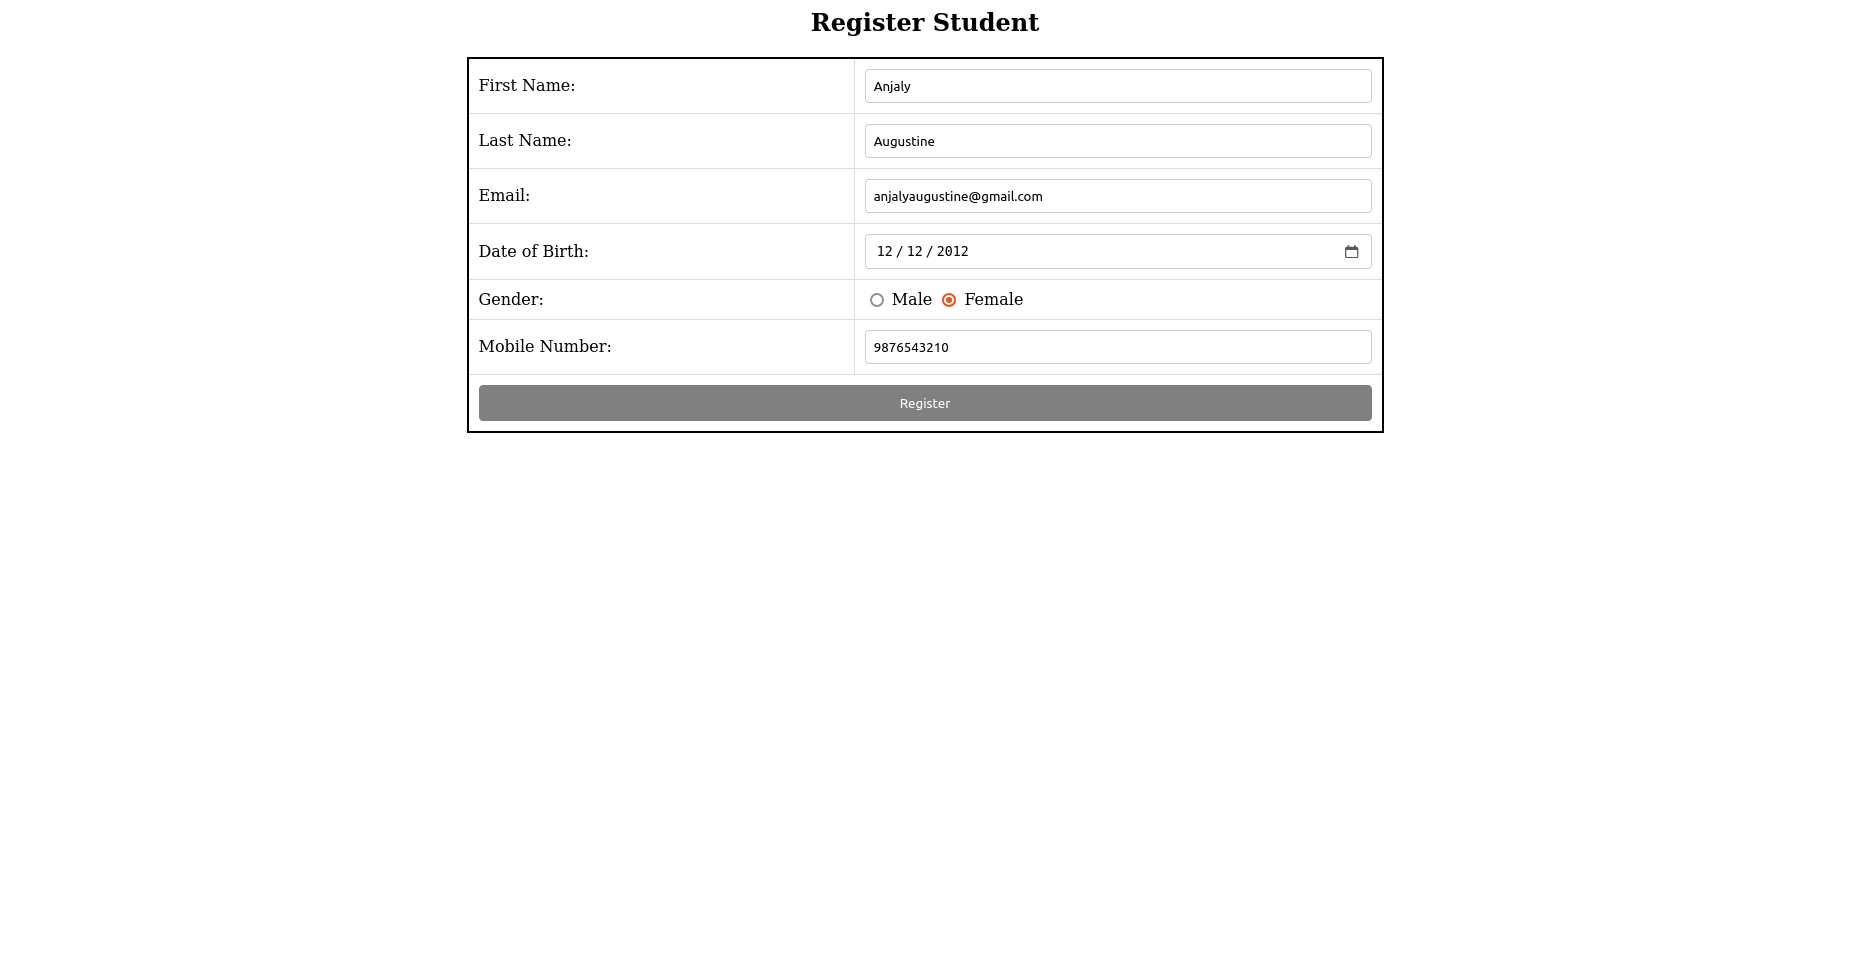 Register Student
First Name: Anjaly
Last Name: Augustine
Email: anjalyaugustine@gmail.com
Date of Birth: 12 / 12 / 2012
Gender: Male Female
Mobile Number: 9876543210
Register